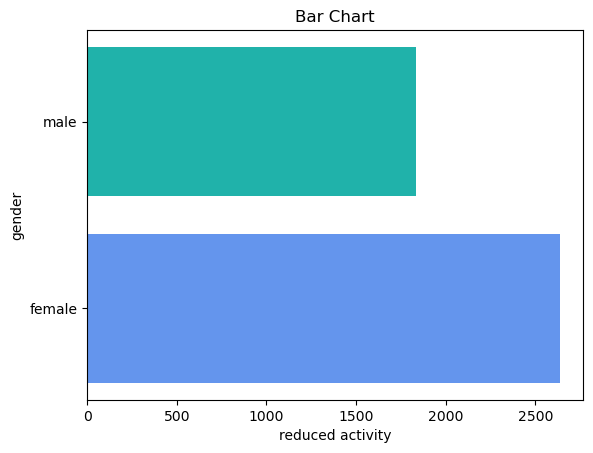 Bar Chart
male
gender
female
0 500 1000 1500 2000 2500
reduced activity